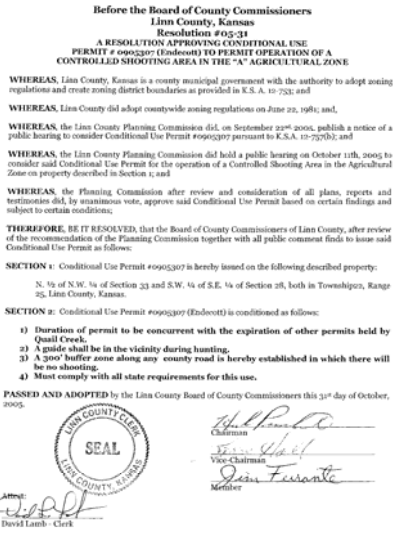 Before the Board of County Commissioners
Linn County, Kansas
Resolution #05-31
A RESOLUTION APPROVING CONDITIONAL USE
PERMIT # 0905307 (Endecott) TO PERMIT OPERATION OF A
CONTROLLED SHOOTING AREA IN THE "A" AGRICULTURAL ZONE
WHEREAS, Linn County, Kansas is a county municipal government with the authority to adopt zoning
regulations and create zoning district boundaries as provided in K.S. A. 12-753; and
WHEREAS, Linn County did adopt countywide zoning regulations on June 22, 1981; and,
WHEREAS, the Linn County Planning Commission did, on September 22nd, 2005, publish a notice of a
public hearing to consider Conditional Use Permit #0905307 pursuant to K.S.A. 12-757(b); and
WHEREAS, the Linn County Planning Commission did hold a public hearing on October 11th, 2005 to
consider said Conditional Use Permit for the operation of a Controlled Shooting Area in the Agricultural
Zone on property described in Section 1; and
WHEREAS, the Planning Commission after review and consideration of all plans, reports and
testimonies did, by unanimous vote, approve said Conditional Use Permit based on certain findings and
subject to certain conditions;
THEREFORE, BE IT RESOLVED, that the Board of County Commissioners of Linn County, after review
of the recommendation of the Planning Commission together with all public comment finds to issue said
Conditional Use Permit as follows:
SECTION 1: Conditional Use Permit #0905307 is hereby issued on the following described property:
N. ½ of N.W. ¼ of Section 33 and S.W. ¼ of S.E. ¼ of Section 28, both in Township22, Range
25, Linn County, Kansas.
SECTION 2: Conditional Use Permit #0905307 (Endecott) is conditioned as follows:
1) Duration of permit to be concurrent with the expiration of other permits held by
Quail Creek.
2) A guide shall be in the vicinity during hunting.
3) A 300' buffer zone along any county road is hereby established in which there will
be no shooting.
4) Must comply with all state requirements for this use.
PASSED AND ADOPTED by the Linn County Board of County Commissioners this 31st day of October,
2005.
LINN COUNTY CLERK
SEAL
LINN COUNTY, KANSAS
Chairman
Vice-Chairman
Jim Furante
Member
Attest:
David Lamb - Clerk